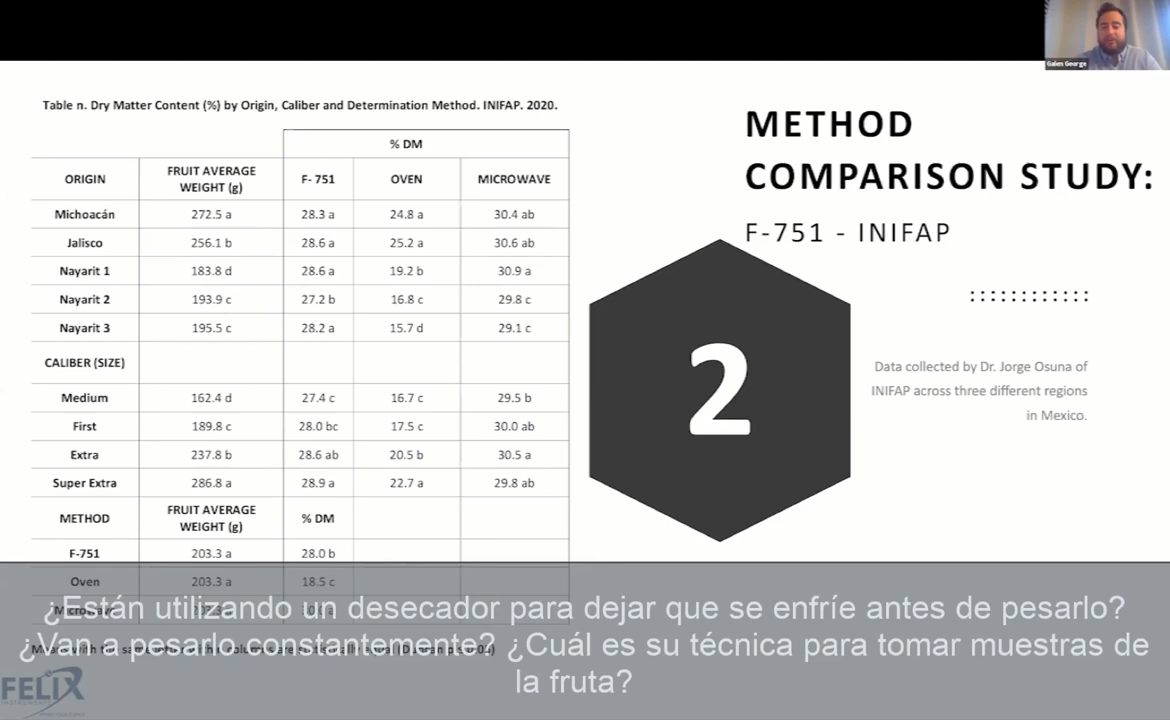 Galen George
Table n. Dry Matter Content (%) by Origin, Caliber and Determination Method. INIFAP. 2020.
% DM
ORIGIN FRUIT AVERAGE WEIGHT (g) F- 751 OVEN MICROWAVE
Michoacán 272.5 a 28.3 a 24.8 a 30.4 ab
Jalisco 256.1 b 28.6 a 25.2 a 30.6 ab
Nayarit 1 183.8 d 28.6 a 19.2 b 30.9 a
Nayarit 2 193.9 c 27.2 b 16.8 c 29.8 c
Nayarit 3 195.5 c 28.2 a 15.7 d 29.1 c
CALIBER (SIZE)
Medium 162.4 d 27.4 c 16.7 c 29.5 b
First 189.8 c 28.0 bc 17.5 c 30.0 ab
Extra 237.8 b 28.6 ab 20.5 b 30.5 a
Super Extra 286.8 a 28.9 a 22.7 a 29.8 ab
METHOD FRUIT AVERAGE WEIGHT (g) % DM
F-751 203.3 a 28.0 b
Oven 203.3 a 18.5 c
METHOD
COMPARISON STUDY:
F-751 - INIFAP
2
Data collected by Dr. Jorge Osuna of
INIFAP across three different regions
in Mexico.
¿Están utilizando un desecador para dejar que se enfríe antes de pesarlo?
¿Van a pesarlo constantemente? ¿Cuál es su técnica para tomar muestras de
la fruta?
FELIX